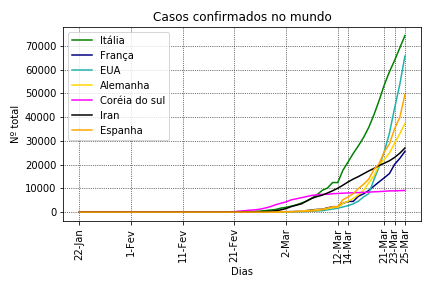 Casos confirmados no mundo
Nº total
70000
60000
50000
40000
30000
20000
10000
0
Itália
França
EUA
Alemanha
Coréia do sul
Iran
Espanha
22-Jan
1-Fev
11-Fev
21-Fev
2-Mar
12-Mar
14-Mar
21-Mar
23-Mar
25-Mar
Dias